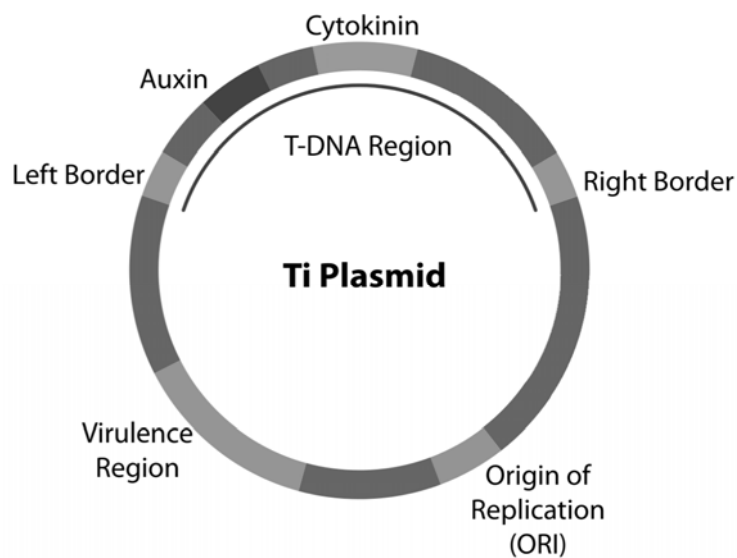 Cytokinin
Auxin
T-DNA Region
Left Border
Right Border
Ti Plasmid
Virulence
Region
Origin of
Replication
(ORI)